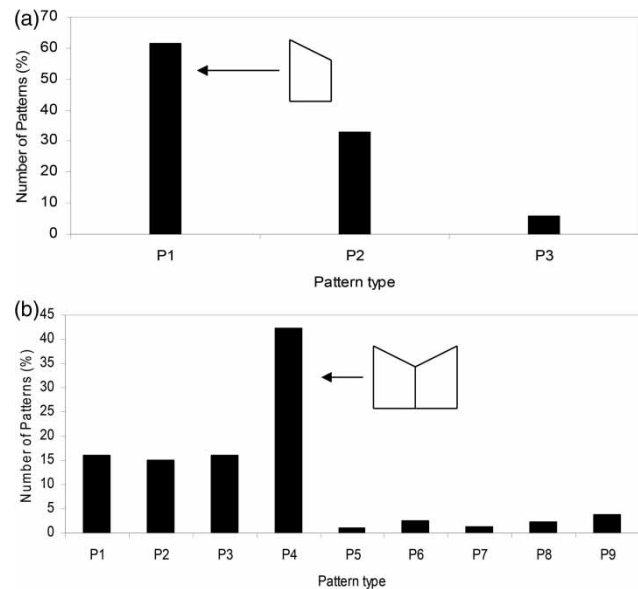 (a)
Number of Patterns (%)
70
60
50
40
30
20
10
0
P1 P2 P3
Pattern type
(b)
Number of Patterns (%)
45
40
35
30
25
20
15
10
5
0
P1 P2 P3 P4 P5 P6 P7 P8 P9
Pattern type